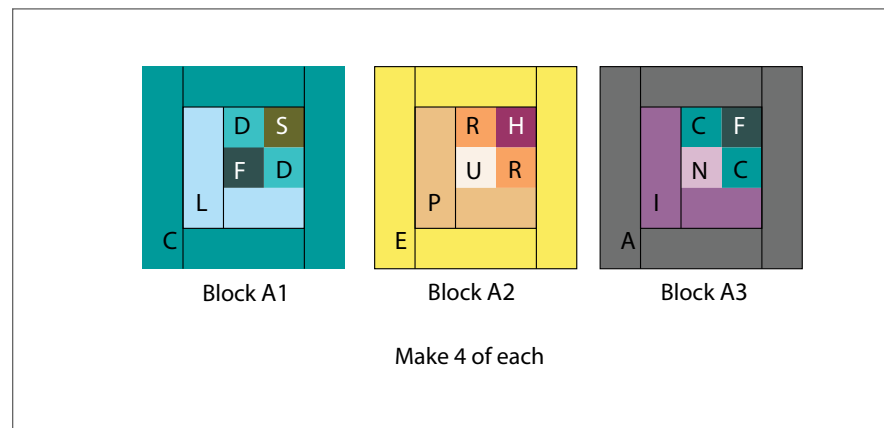 D S R H C F
F D U R N C
L P I
C E A
Block A1 Block A2 Block A3
Make 4 of each